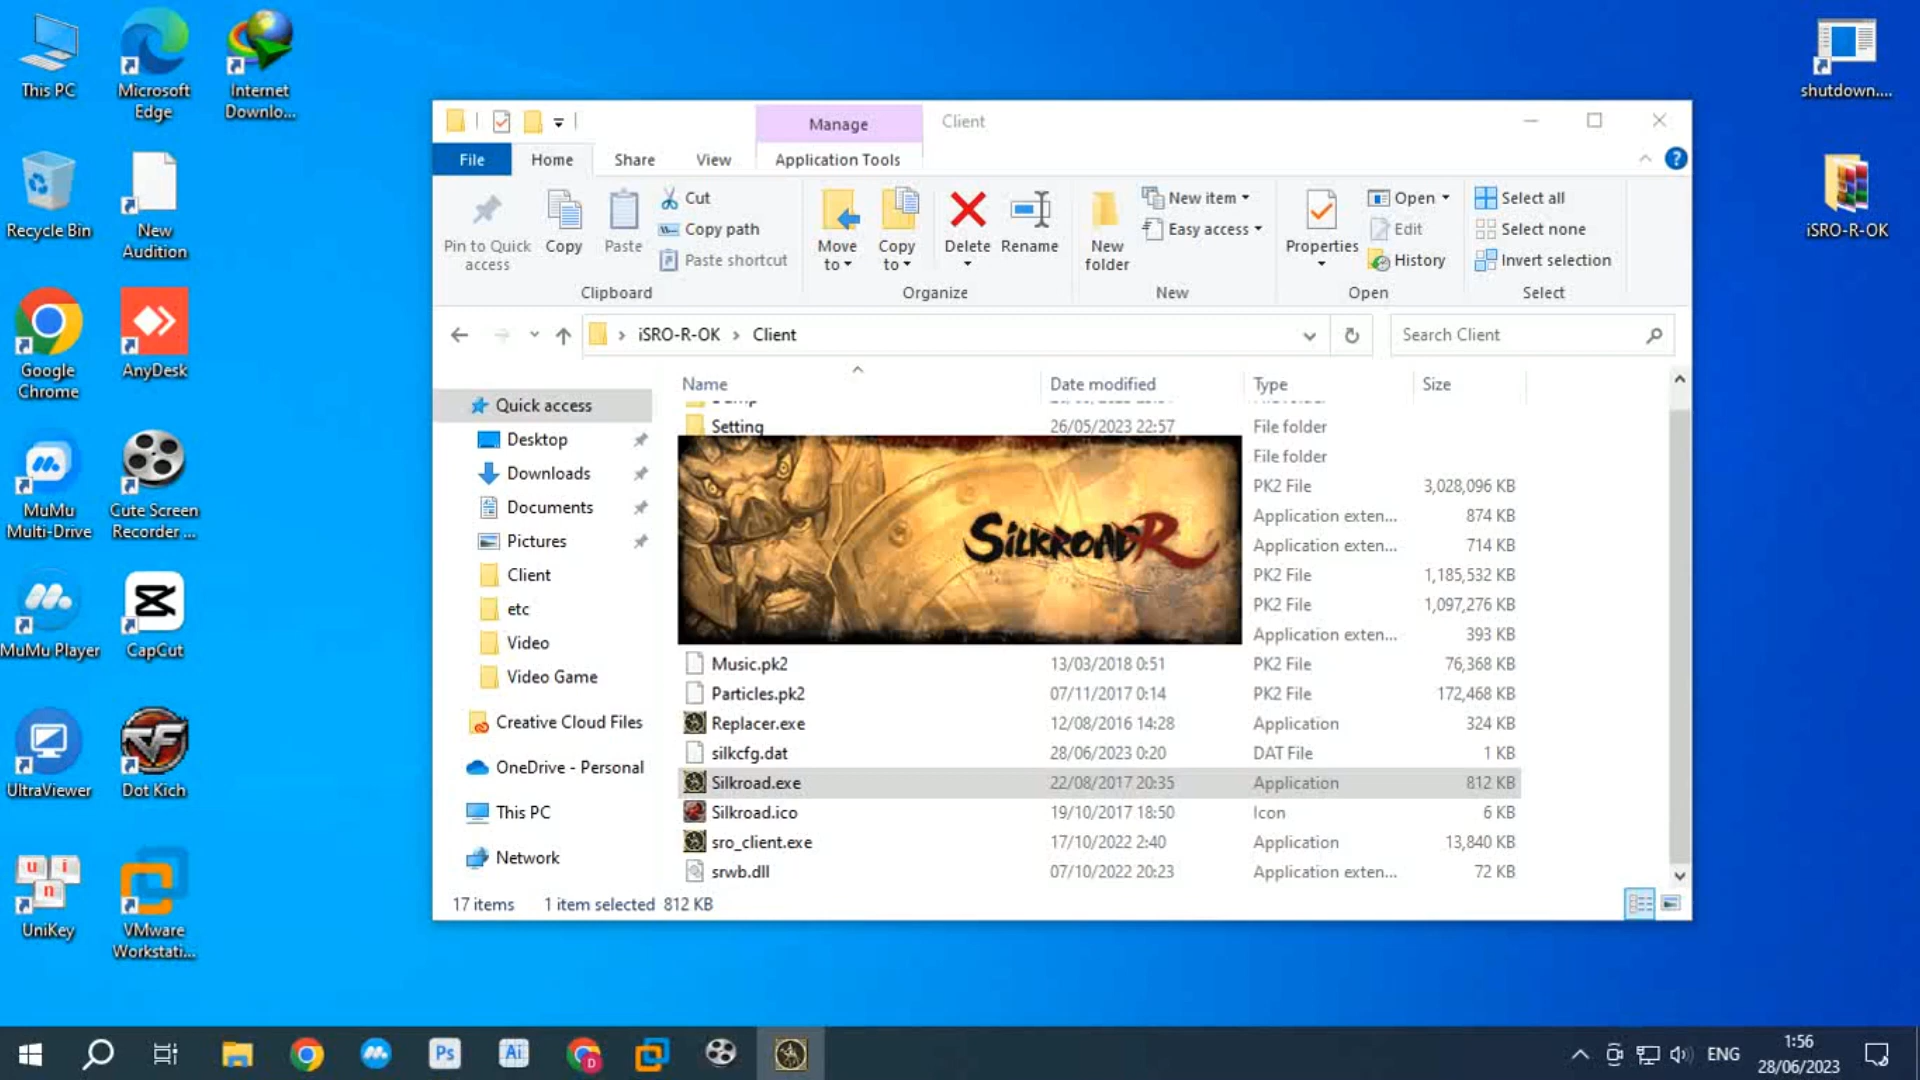 This PC
Microsoft
Edge
Internet
Downlo...
Recycle Bin
New
Audition
Google
Chrome
AnyDesk
MuMu
Multi-Drive
Cute Screen
Recorder ...
MuMu Player
CapCut
UltraViewer
Dot Kich
UniKey
VMware
Workstati...
shutdown....
iSRO-R-OK
Manage
Client
File
Home
Share
View
Application Tools
Pin to Quick
access
Copy
Paste
Cut
Copy path
Paste shortcut
Clipboard
Move
to
Copy
to
Delete
Rename
Organize
New
folder
New item
Easy access
New
Properties
Open
Edit
History
Open
Select all
Select none
Invert selection
Select
iSRO-R-OK
Client
Search Client
Quick access
Desktop
Downloads
Documents
Pictures
Client
etc
Video
Video Game
Creative Cloud Files
OneDrive - Personal
This PC
Network
Name Date modified Type Size
Setting 26/05/2023 22:57 File folder
File folder
PK2 File 3,028,096 KB
Application exten... 874 KB
Application exten... 714 KB
PK2 File 1,185,532 KB
PK2 File 1,097,276 KB
Application exten... 393 KB
SILKROAD R
Music.pk2 13/03/2018 0:51 PK2 File 76,368 KB
Particles.pk2 07/11/2017 0:14 PK2 File 172,468 KB
Replacer.exe 12/08/2016 14:28 Application 324 KB
silkcfg.dat 28/06/2023 0:20 DAT File 1 KB
Silkroad.exe 22/08/2017 20:35 Application 812 KB
Silkroad.ico 19/10/2017 18:50 Icon 6 KB
sro_client.exe 17/10/2022 2:40 Application 13,840 KB
srwb.dll 07/10/2022 20:23 Application exten... 72 KB
17 items 1 item selected 812 KB
Ps
Ai
D
ENG
1:56
28/06/2023